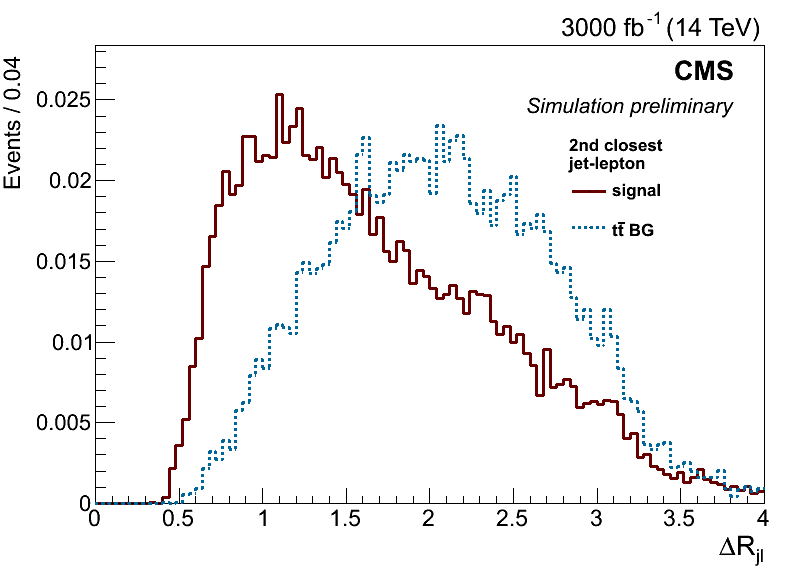 3000 fb⁻¹ (14 TeV)
Events / 0.04
CMS
Simulation preliminary
2nd closest
jet-lepton
signal
tt̄ BG
0.025
0.02
0.015
0.01
0.005
0
0 0.5 1 1.5 2 2.5 3 3.5 4
ΔR_jl